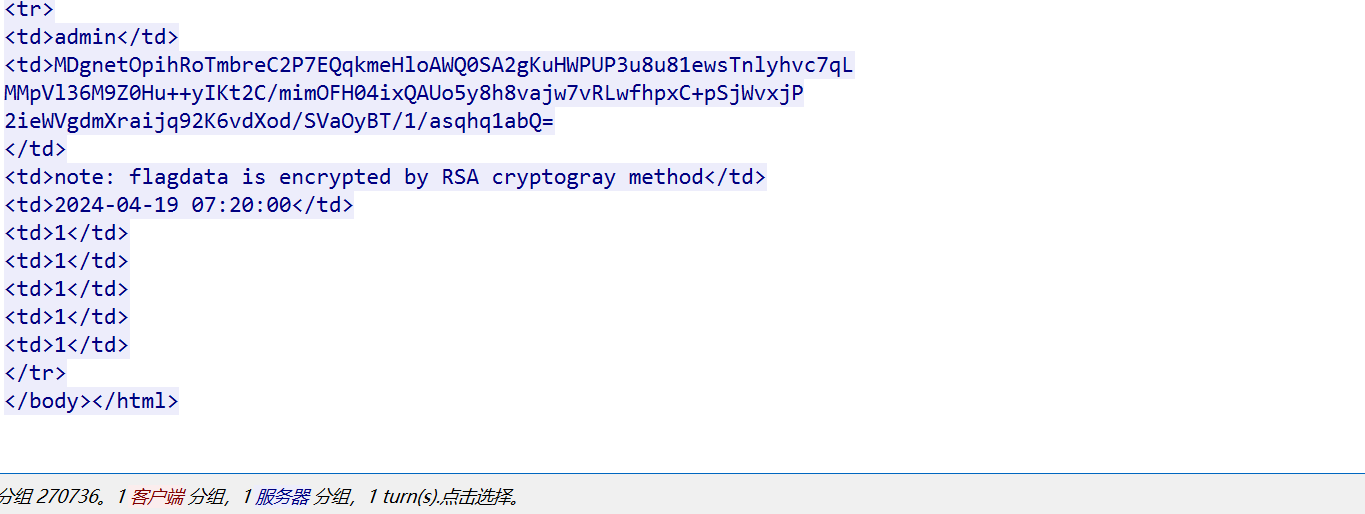 <tr>
<td>admin</td>
<td>MDgnetOpihRoTmbreC2P7EQqkmeHloAWQ0SA2gKuHWPUP3u8u81ewsTnlyhvc7qL
MMpVl36M9Z0Hu++yIKt2C/mimOFH04ixQAUo5y8h8vajw7vRLwfhpxC+pSjWvxjP
2ieWVgdmXraijq92K6vdXod/SVaOyBT/1/asqhq1abQ=
</td>
<td>note: flagdata is encrypted by RSA cryptogray method</td>
<td>2024-04-19 07:20:00</td>
<td>1</td>
<td>1</td>
<td>1</td>
<td>1</td>
<td>1</td>
</tr>
</body></html>
分组 270736。1 客户端 分组，1 服务器 分组，1 turn(s).点击选择。